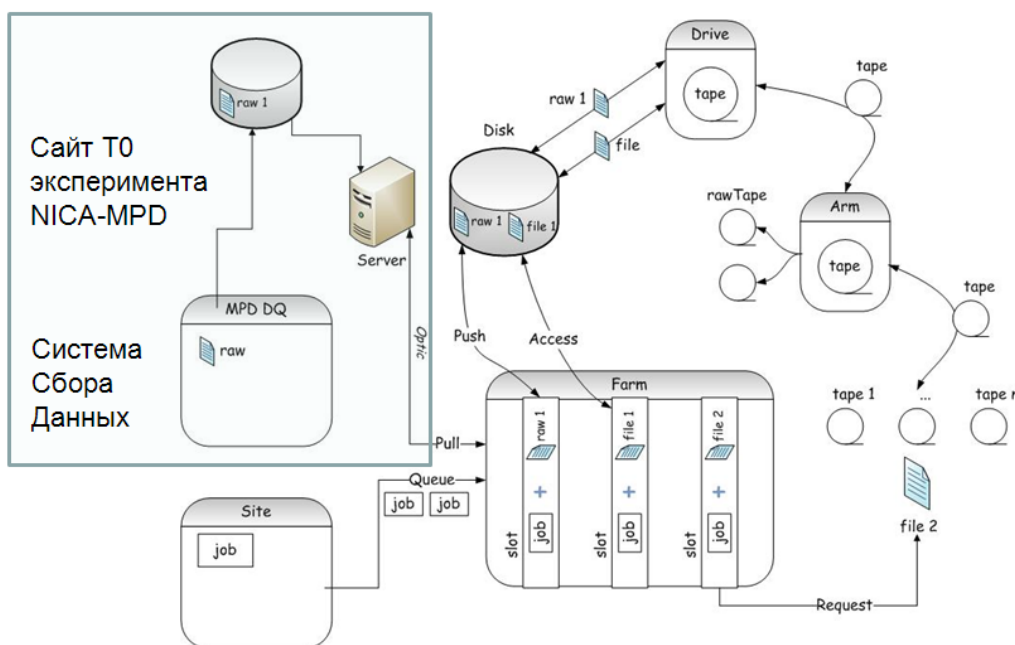 raw 1
Сайт T0
эксперимента
NICA-MPD
Server
MPD DQ
raw
Система
Сбора
Данных
Optic
Drive
tape
tape
raw 1
file
Disk
raw 1
file 1
rawTape
Arm
tape
tape
Push
Access
Farm
raw 1
file 1
file 2
+
+
+
job
job
job
slot
slot
slot
Pull
Queue
job
job
Site
job
tape 1
...
tape n
file 2
Request